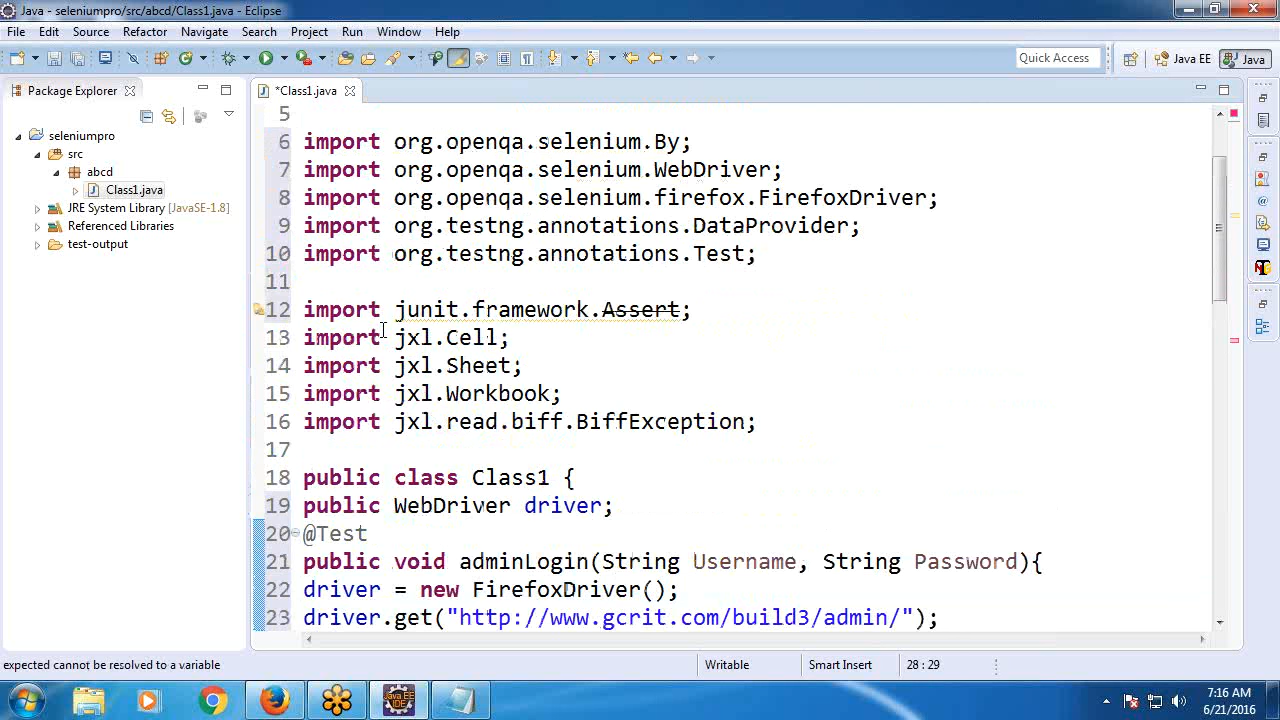 Java - seleniumpro/src/abcd/Class1.java - Eclipse
File Edit Source Refactor Navigate Search Project Run Window Help
Quick Access
Java EE
Java
Package Explorer
*Class1.java
seleniumpro
src
abcd
Class1.java
JRE System Library [JavaSE-1.8]
Referenced Libraries
test-output
5
6 import org.openqa.selenium.By;
7 import org.openqa.selenium.WebDriver;
8 import org.openqa.selenium.firefox.FirefoxDriver;
9 import org.testng.annotations.DataProvider;
10 import org.testng.annotations.Test;
11
12 import junit.framework.Assert;
13 import jxl.Cell;
14 import jxl.Sheet;
15 import jxl.Workbook;
16 import jxl.read.biff.BiffException;
17
18 public class Class1 {
19 public WebDriver driver;
20 @Test
21 public void adminLogin(String Username, String Password){
22 driver = new FirefoxDriver();
23 driver.get("http://www.gcrit.com/build3/admin/");
expected cannot be resolved to a variable
Writable
Smart Insert
28 : 29
Java EE
IDE
7:16 AM
6/21/2016